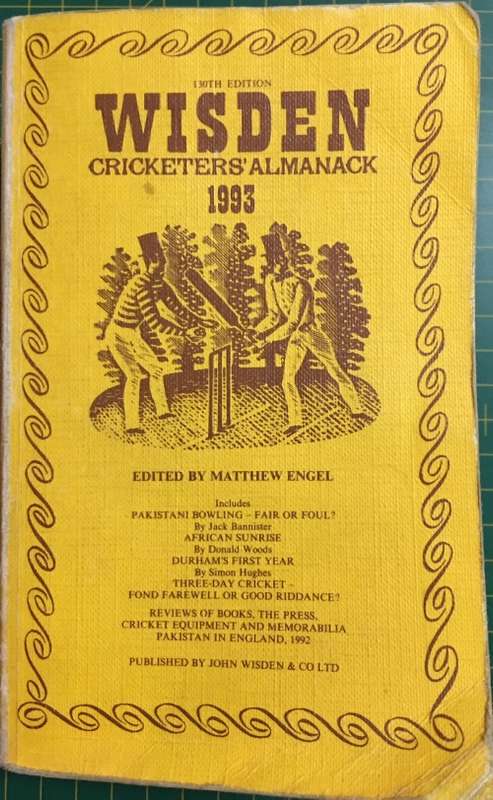 130TH EDITION
WISDEN
CRICKETERS' ALMANACK
1993
EDITED BY MATTHEW ENGEL
Includes
PAKISTANI BOWLING – FAIR OR FOUL?
By Jack Bannister
AFRICAN SUNRISE
By Donald Woods
DURHAM'S FIRST YEAR
By Simon Hughes
THREE-DAY CRICKET –
FOND FAREWELL OR GOOD RIDDANCE?
REVIEWS OF BOOKS, THE PRESS,
CRICKET EQUIPMENT AND MEMORABILIA
PAKISTAN IN ENGLAND, 1992
PUBLISHED BY JOHN WISDEN & CO LTD